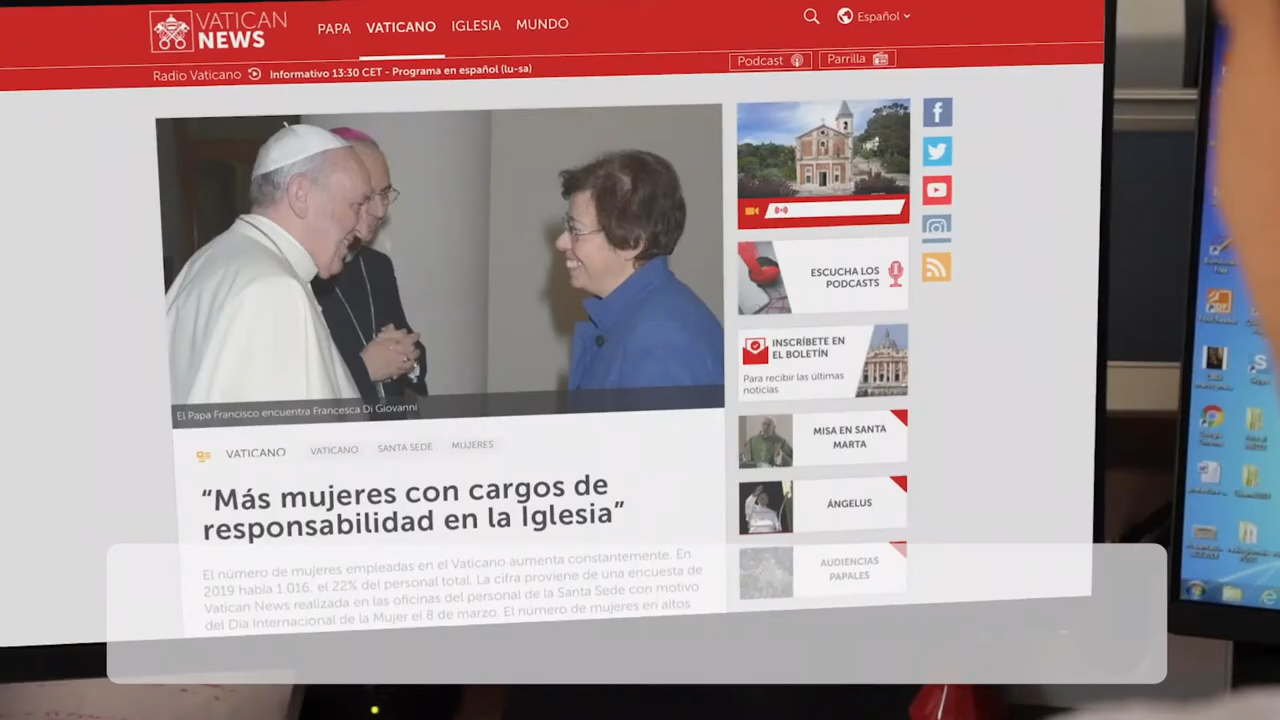 VATICAN
NEWS
PAPA VATICANO IGLESIA MUNDO
Español
Radio Vaticano Informativo 13:30 CET - Programa en español (lu-sa)
Podcast
Parrilla
El Papa Francisco encuentra Francesca Di Giovanni
VATICANO VATICANO SANTA SEDE MUJERES
“Más mujeres con cargos de
responsabilidad en la Iglesia”
El número de mujeres empleadas en el Vaticano aumenta constantemente. En
2019 había 1.016, el 22% del personal total. La cifra proviene de una encuesta de
Vatican News realizada en las oficinas del personal de la Santa Sede con motivo
del Día Internacional de la Mujer el 8 de marzo. El número de mujeres en altos
ESCUCHA LOS
PODCASTS
INSCRÍBETE EN
EL BOLETÍN
Para recibir las últimas
noticias
MISA EN SANTA
MARTA
ÁNGELUS
AUDIENCIAS
PAPALES